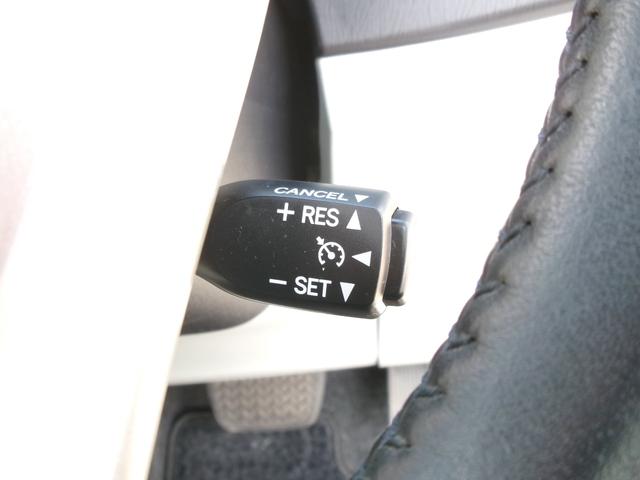 CANCEL ▼
+ RES ▲
◀
− SET ▼